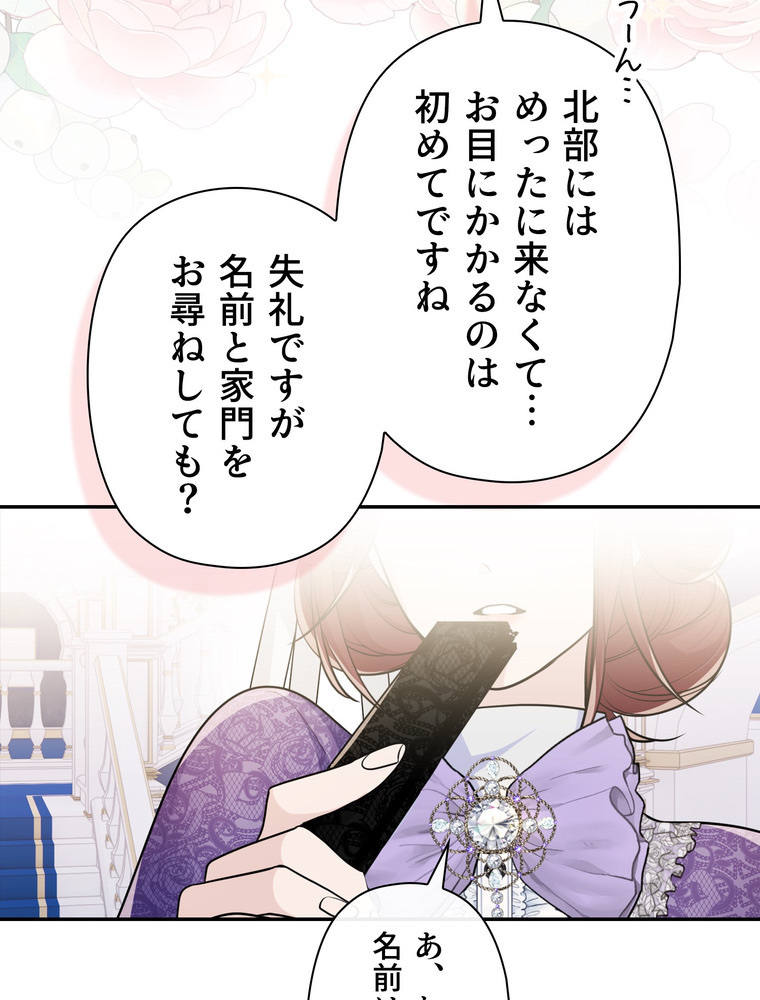 つーん…
北部には
めったに来なくて…
お目にかかるのは
初めてですね
失礼ですが
名前と家門を
お尋ねしても？
あ、
名前は